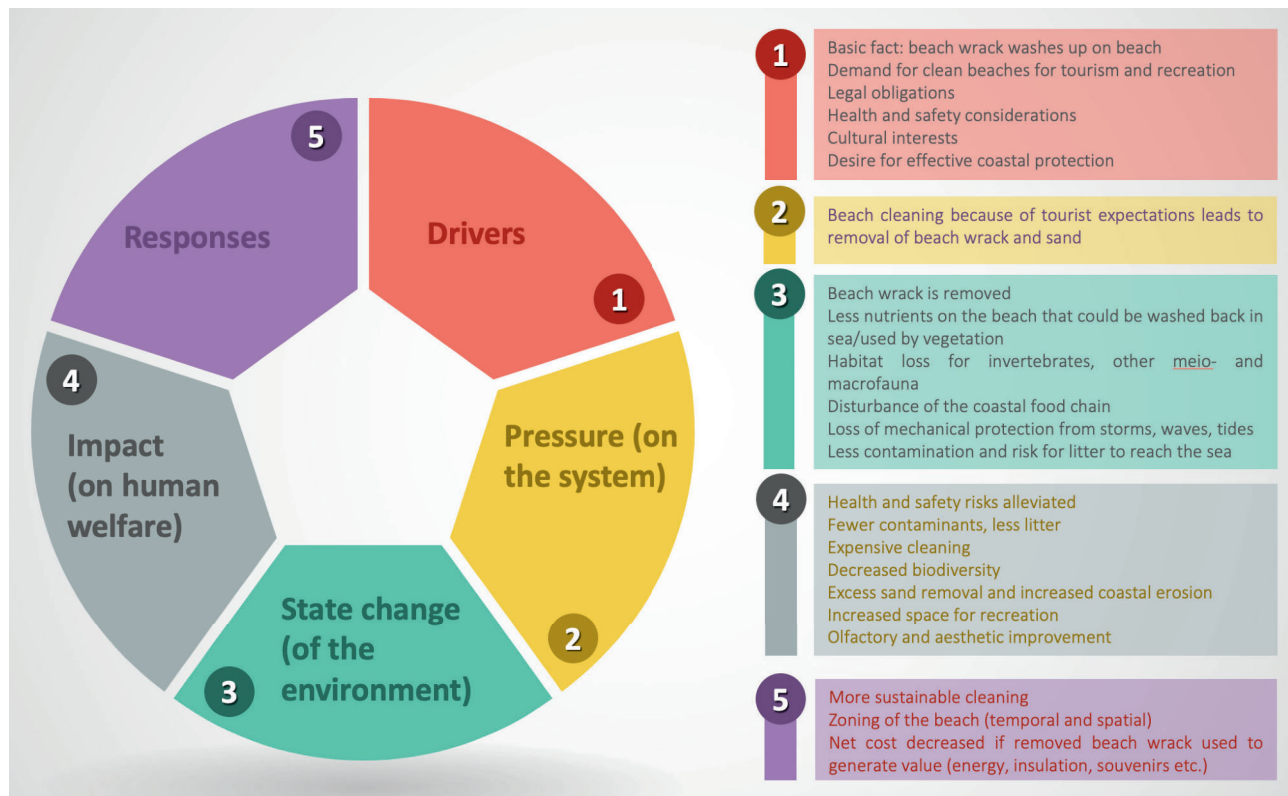 5
Responses
Drivers
1
4
Impact
(on human
welfare)
Pressure (on
the system)
2
State change
(of the
environment)
3
1
Basic fact: beach wrack washes up on beach
Demand for clean beaches for tourism and recreation
Legal obligations
Health and safety considerations
Cultural interests
Desire for effective coastal protection
2
Beach cleaning because of tourist expectations leads to
removal of beach wrack and sand
3
Beach wrack is removed
Less nutrients on the beach that could be washed back in
sea/used by vegetation
Habitat loss for invertebrates, other meio- and
macrofauna
Disturbance of the coastal food chain
Loss of mechanical protection from storms, waves, tides
Less contamination and risk for litter to reach the sea
4
Health and safety risks alleviated
Fewer contaminants, less litter
Expensive cleaning
Decreased biodiversity
Excess sand removal and increased coastal erosion
Increased space for recreation
Olfactory and aesthetic improvement
5
More sustainable cleaning
Zoning of the beach (temporal and spatial)
Net cost decreased if removed beach wrack used to
generate value (energy, insulation, souvenirs etc.)